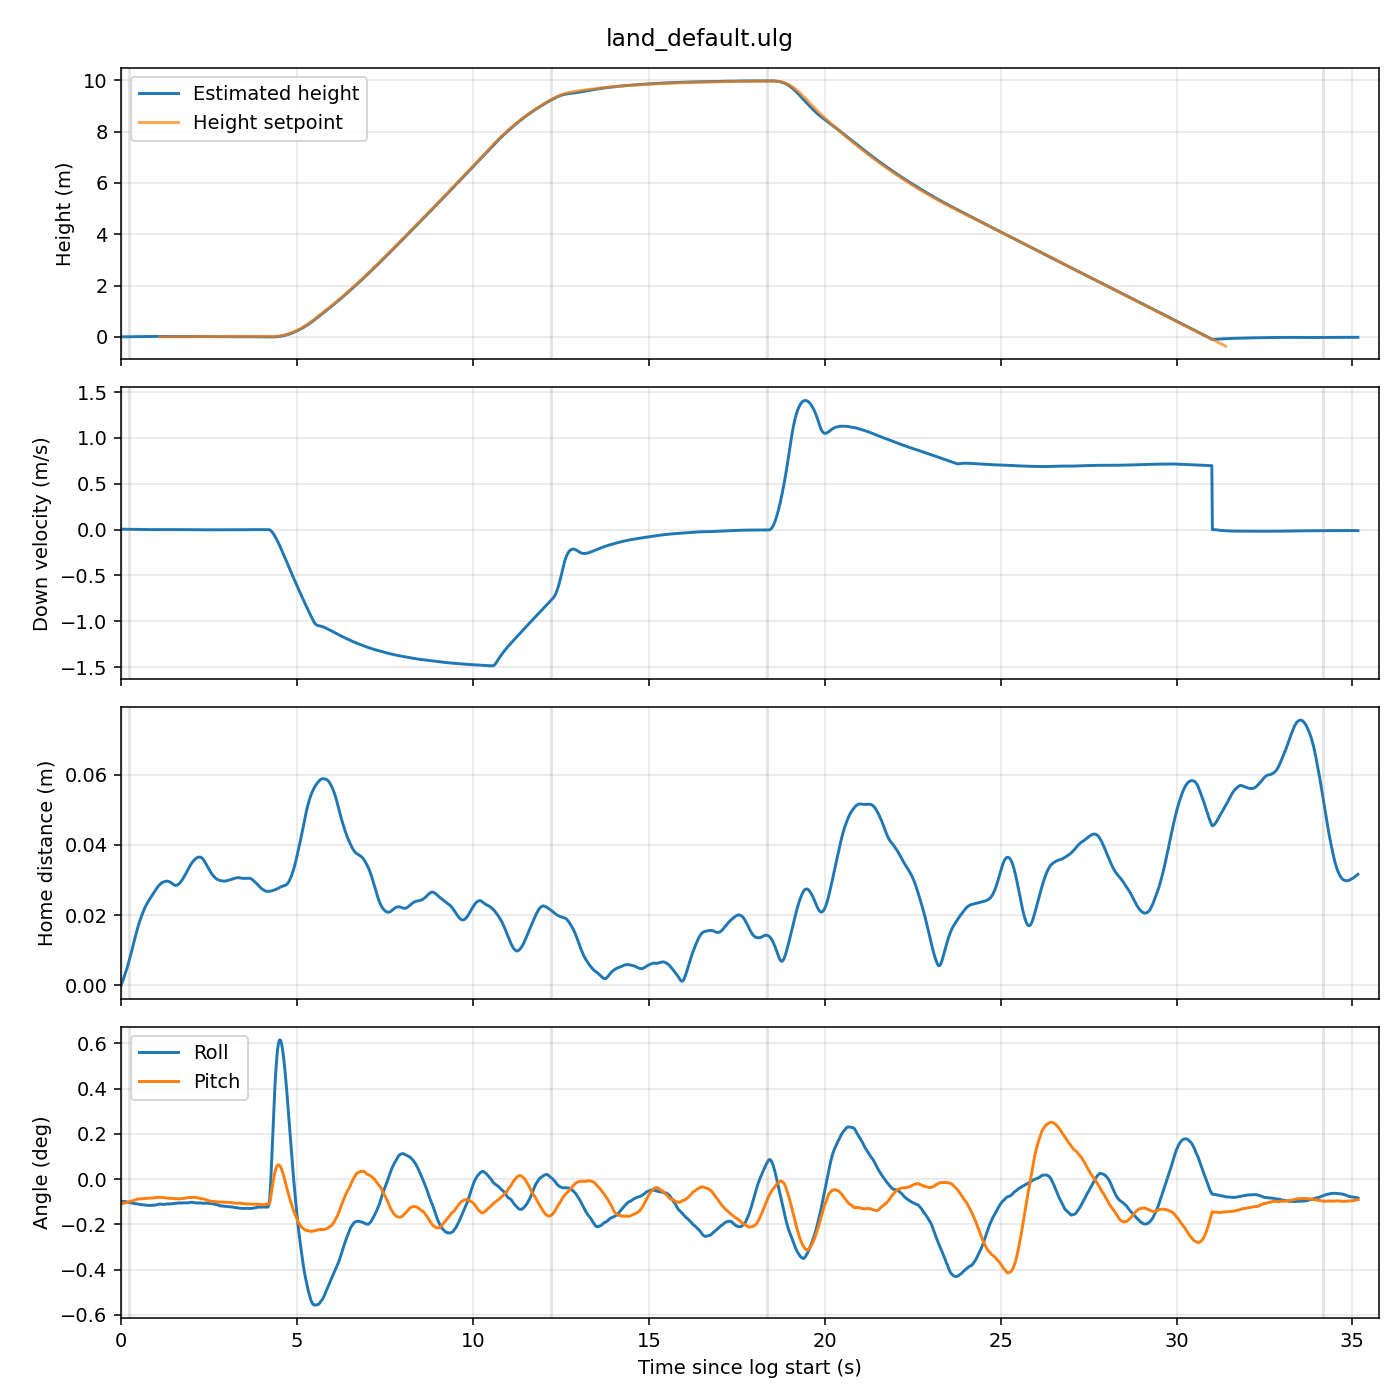 land_default.ulg
Height (m)
10
8
6
4
2
0
Estimated height
Height setpoint
Down velocity (m/s)
1.5
1.0
0.5
0.0
−0.5
−1.0
−1.5
Home distance (m)
0.06
0.04
0.02
0.00
Angle (deg)
0.6
0.4
0.2
0.0
−0.2
−0.4
−0.6
Roll
Pitch
0 5 10 15 20 25 30 35
Time since log start (s)